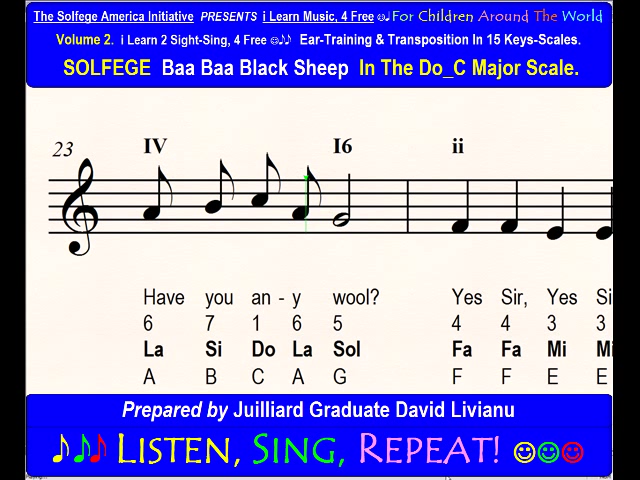 The Solfege America Initiative PRESENTS i Learn Music, 4 Free ☺♪For Children Around The World
Volume 2. i Learn 2 Sight-Sing, 4 Free ☺♪♪ Ear-Training & Transposition In 15 Keys-Scales.
SOLFEGE Baa Baa Black Sheep In The Do_C Major Scale.
23 IV I6 ii
Have you an - y wool? Yes Sir, Yes Si
6 7 1 6 5 4 4 3 3
La Si Do La Sol Fa Fa Mi Mi
A B C A G F F E E
Prepared by Juilliard Graduate David Livianu
♪♫♪ LISTEN, SING, REPEAT! ☺☺☺